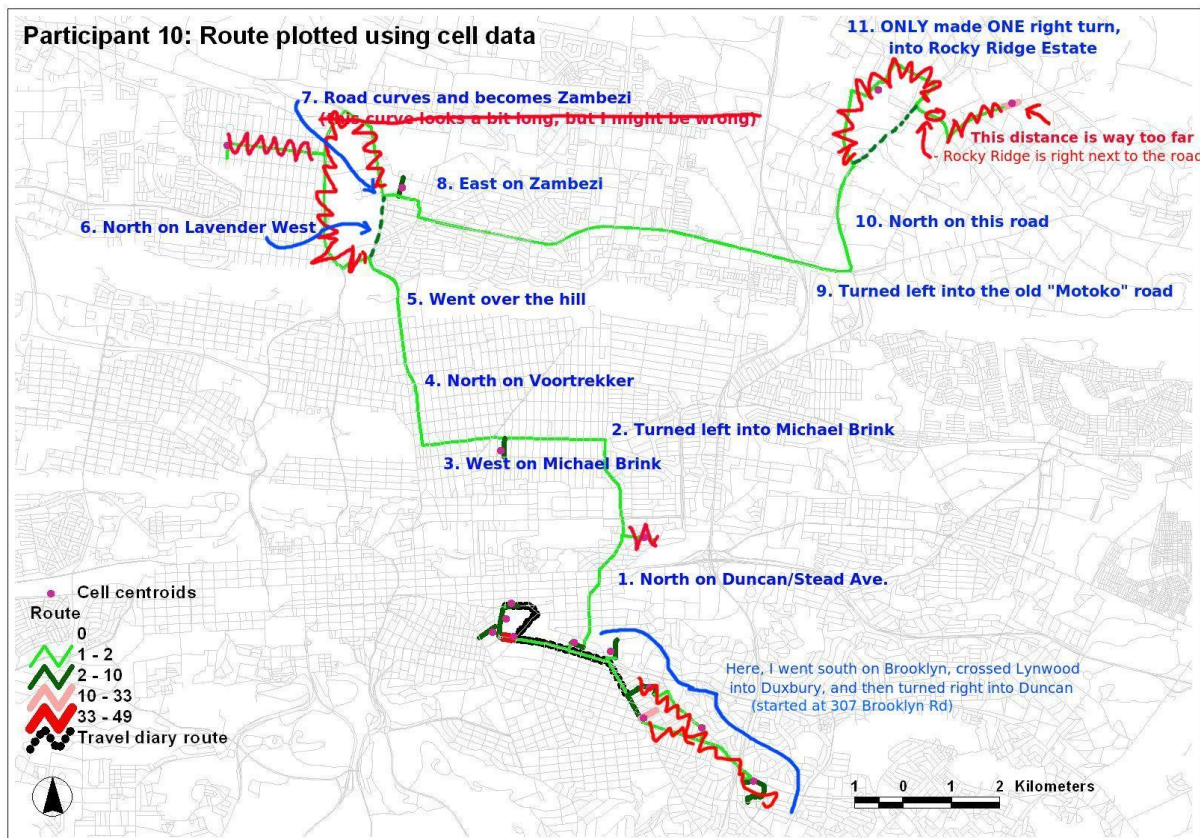 Participant 10: Route plotted using cell data
11. ONLY made ONE right turn,
into Rocky Ridge Estate
7. Road curves and becomes Zambezi
(this curve looks a bit long, but I might be wrong)
This distance is way too far
- Rocky Ridge is right next to the road
8. East on Zambezi
6. North on Lavender West
10. North on this road
5. Went over the hill
9. Turned left into the old "Motoko" road
4. North on Voortrekker
2. Turned left into Michael Brink
3. West on Michael Brink
1. North on Duncan/Stead Ave.
Cell centroids
Route
0
1 - 2
2 - 10
10 - 33
33 - 49
Travel diary route
Here, I went south on Brooklyn, crossed Lynwood
into Duxbury, and then turned right into Duncan
(started at 307 Brooklyn Rd)
1 0 1 2 Kilometers